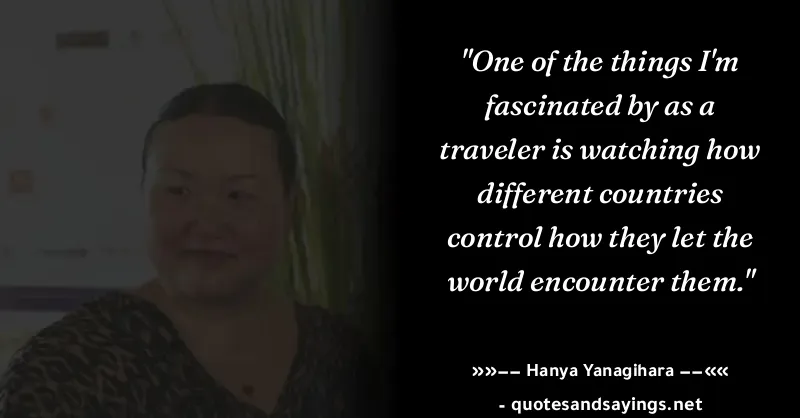 "One of the things I'm
fascinated by as a
traveler is watching how
different countries
control how they let the
world encounter them."
»»−− Hanya Yanagihara −−««
- quotesandsayings.net